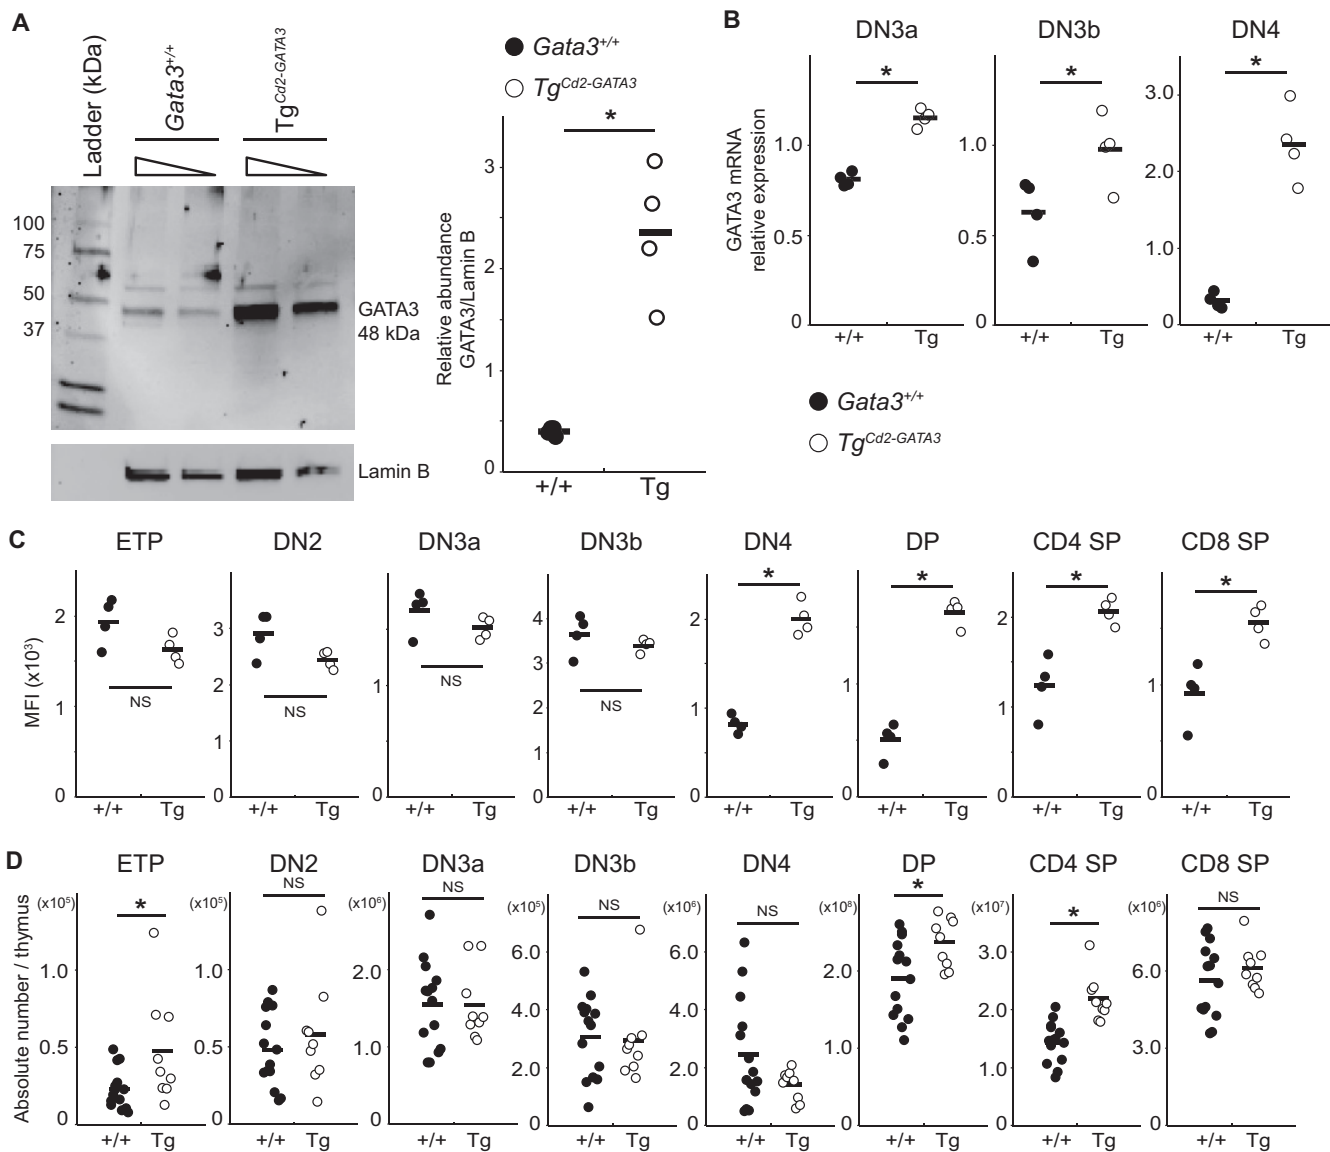 A
Ladder (kDa)
Gata3+/+
TgCd2-GATA3
100
75
50
37
GATA3
48 kDa
Lamin B
Gata3+/+
TgCd2-GATA3
*
Relative abundance
GATA3/Lamin B
3
2
1
0
+/+ Tg
B
DN3a DN3b DN4
* * *
GATA3 mRNA
relative expression
1.0
0.5
0
+/+ Tg
1.0
0.5
0
+/+ Tg
3.0
2.0
1.0
0
+/+ Tg
Gata3+/+
TgCd2-GATA3
C
ETP DN2 DN3a DN3b DN4 DP CD4 SP CD8 SP
MFI (x10³)
2
1
0
NS
+/+ Tg
3
2
1
0
NS
+/+ Tg
1
0
NS
+/+ Tg
4
3
2
1
0
NS
+/+ Tg
*
2
1
0
+/+ Tg
*
1
0
+/+ Tg
*
2
1
0
+/+ Tg
*
1
0
+/+ Tg
D
ETP DN2 DN3a DN3b DN4 DP CD4 SP CD8 SP
Absolute number / thymus
(x10⁵)
*
1.0
0.5
0
+/+ Tg
(x10⁵)
NS
1.0
0.5
0
+/+ Tg
(x10⁶)
NS
2.0
1.0
0
+/+ Tg
(x10⁵)
NS
6.0
4.0
2.0
0
+/+ Tg
(x10⁶)
NS
6.0
4.0
2.0
0
+/+ Tg
(x10⁸)
*
2.0
1.0
0
+/+ Tg
(x10⁷)
*
3.0
2.0
1.0
0
+/+ Tg
(x10⁶)
NS
6.0
3.0
0
+/+ Tg